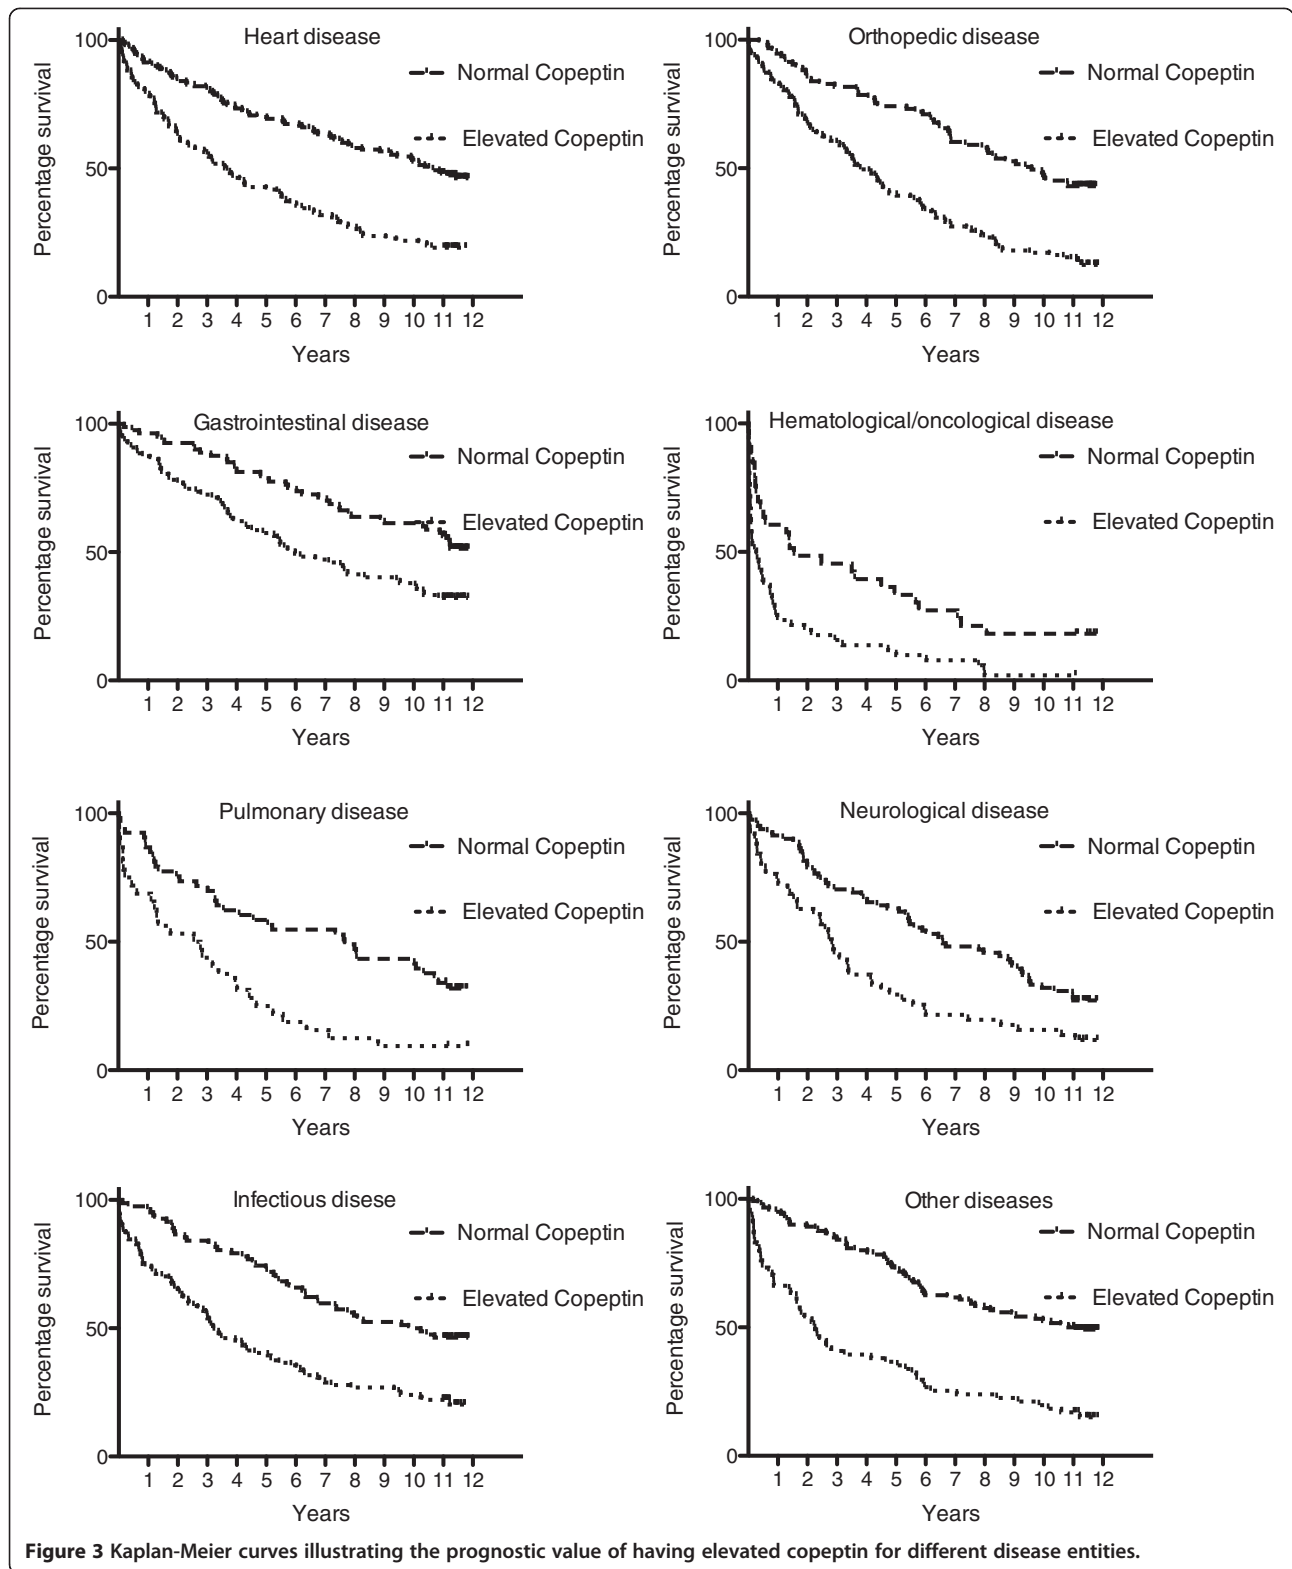 Heart disease
Normal Copeptin
Elevated Copeptin
Percentage survival
100
50
0
1 2 3 4 5 6 7 8 9 10 11 12
Years
Orthopedic disease
Normal Copeptin
Elevated Copeptin
Percentage survival
100
50
0
1 2 3 4 5 6 7 8 9 10 11 12
Years
Gastrointestinal disease
Normal Copeptin
Elevated Copeptin
Percentage survival
100
50
0
1 2 3 4 5 6 7 8 9 10 11 12
Years
Hematological/oncological disease
Normal Copeptin
Elevated Copeptin
Percentage survival
100
50
0
1 2 3 4 5 6 7 8 9 10 11 12
Years
Pulmonary disease
Normal Copeptin
Elevated Copeptin
Percentage survival
100
50
0
1 2 3 4 5 6 7 8 9 10 11 12
Years
Neurological disease
Normal Copeptin
Elevated Copeptin
Percentage survival
100
50
0
1 2 3 4 5 6 7 8 9 10 11 12
Years
Infectious disese
Normal Copeptin
Elevated Copeptin
Percentage survival
100
50
0
1 2 3 4 5 6 7 8 9 10 11 12
Years
Other diseases
Normal Copeptin
Elevated Copeptin
Percentage survival
100
50
0
1 2 3 4 5 6 7 8 9 10 11 12
Years
Figure 3 Kaplan-Meier curves illustrating the prognostic value of having elevated copeptin for different disease entities.